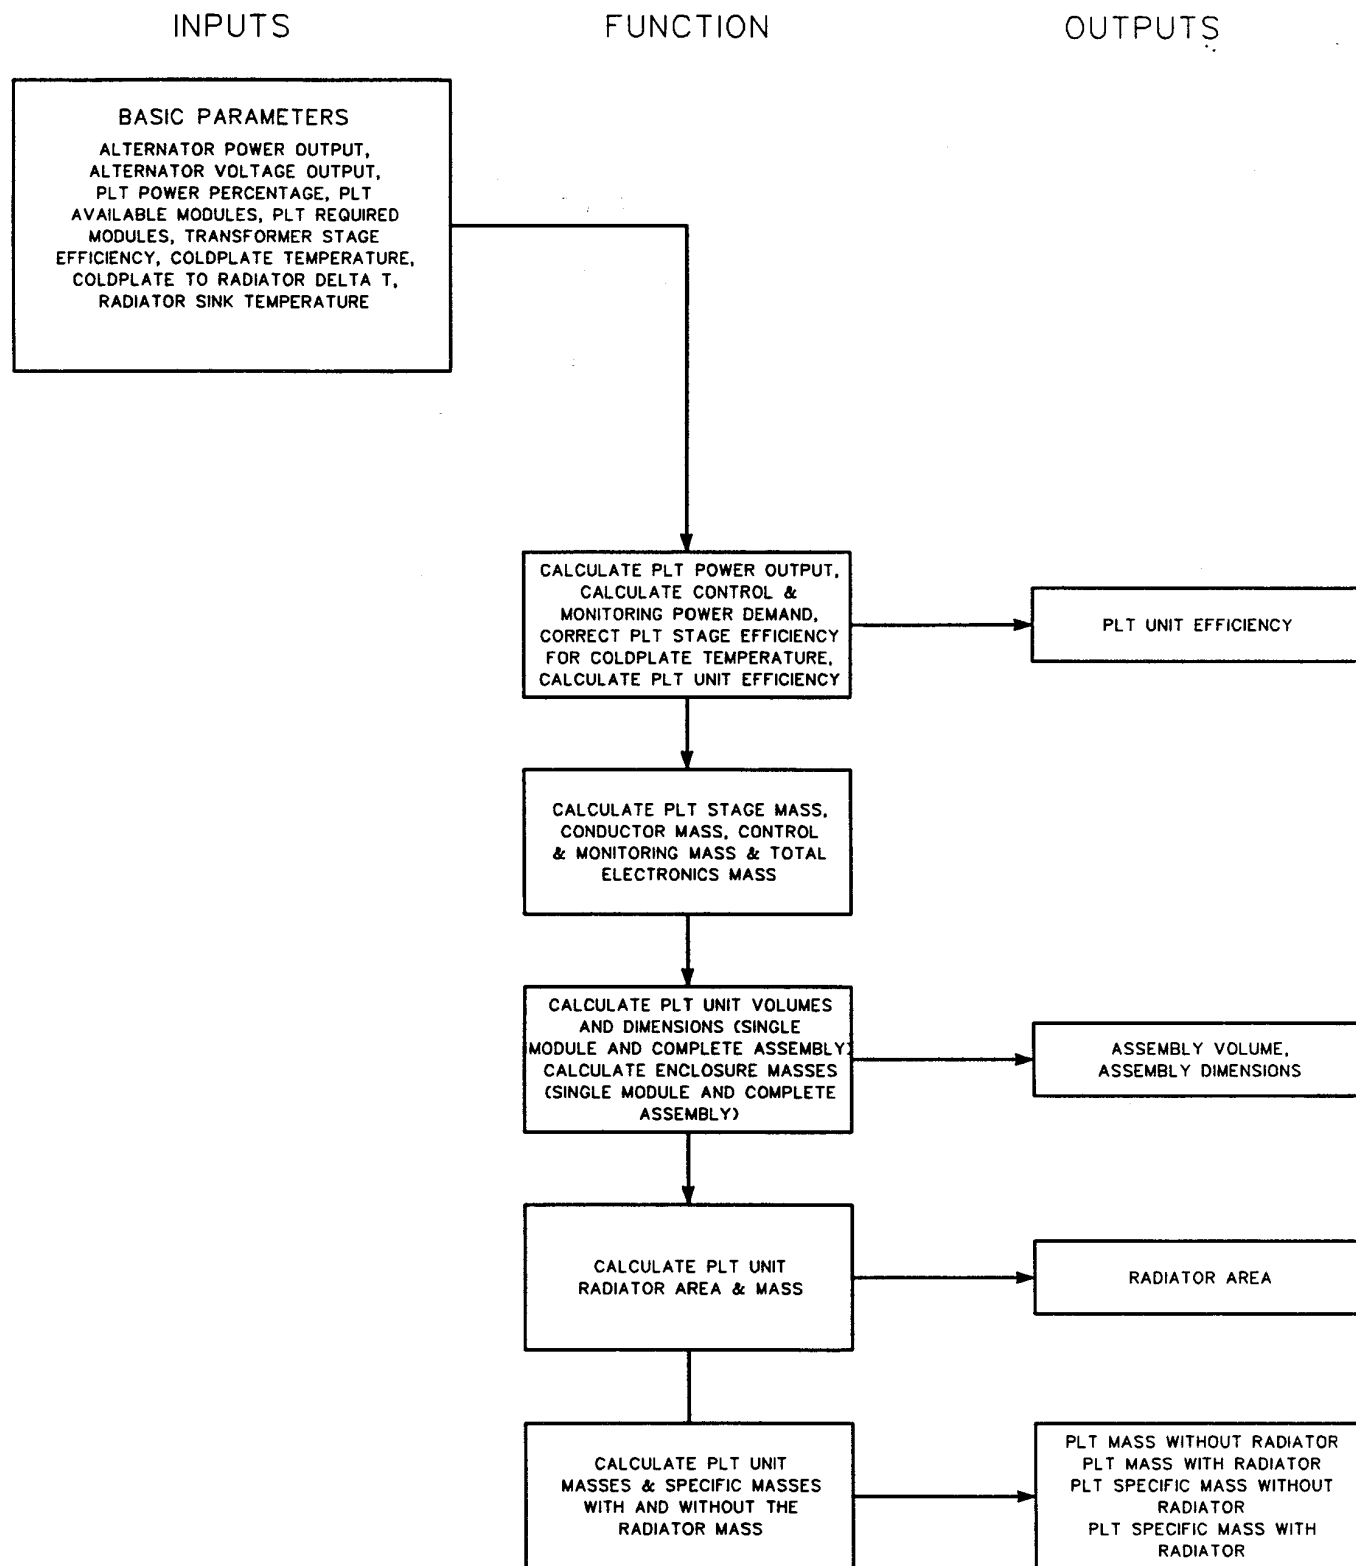 INPUTS
FUNCTION
OUTPUTS
BASIC PARAMETERS
ALTERNATOR POWER OUTPUT,
ALTERNATOR VOLTAGE OUTPUT,
PLT POWER PERCENTAGE, PLT
AVAILABLE MODULES, PLT REQUIRED
MODULES, TRANSFORMER STAGE
EFFICIENCY, COLDPLATE TEMPERATURE,
COLDPLATE TO RADIATOR DELTA T,
RADIATOR SINK TEMPERATURE
CALCULATE PLT POWER OUTPUT,
CALCULATE CONTROL &
MONITORING POWER DEMAND,
CORRECT PLT STAGE EFFICIENCY
FOR COLDPLATE TEMPERATURE,
CALCULATE PLT UNIT EFFICIENCY
PLT UNIT EFFICIENCY
CALCULATE PLT STAGE MASS,
CONDUCTOR MASS, CONTROL
& MONITORING MASS & TOTAL
ELECTRONICS MASS
CALCULATE PLT UNIT VOLUMES
AND DIMENSIONS (SINGLE
MODULE AND COMPLETE ASSEMBLY)
CALCULATE ENCLOSURE MASSES
(SINGLE MODULE AND COMPLETE
ASSEMBLY)
ASSEMBLY VOLUME,
ASSEMBLY DIMENSIONS
CALCULATE PLT UNIT
RADIATOR AREA & MASS
RADIATOR AREA
CALCULATE PLT UNIT
MASSES & SPECIFIC MASSES
WITH AND WITHOUT THE
RADIATOR MASS
PLT MASS WITHOUT RADIATOR
PLT MASS WITH RADIATOR
PLT SPECIFIC MASS WITHOUT
RADIATOR
PLT SPECIFIC MASS WITH
RADIATOR